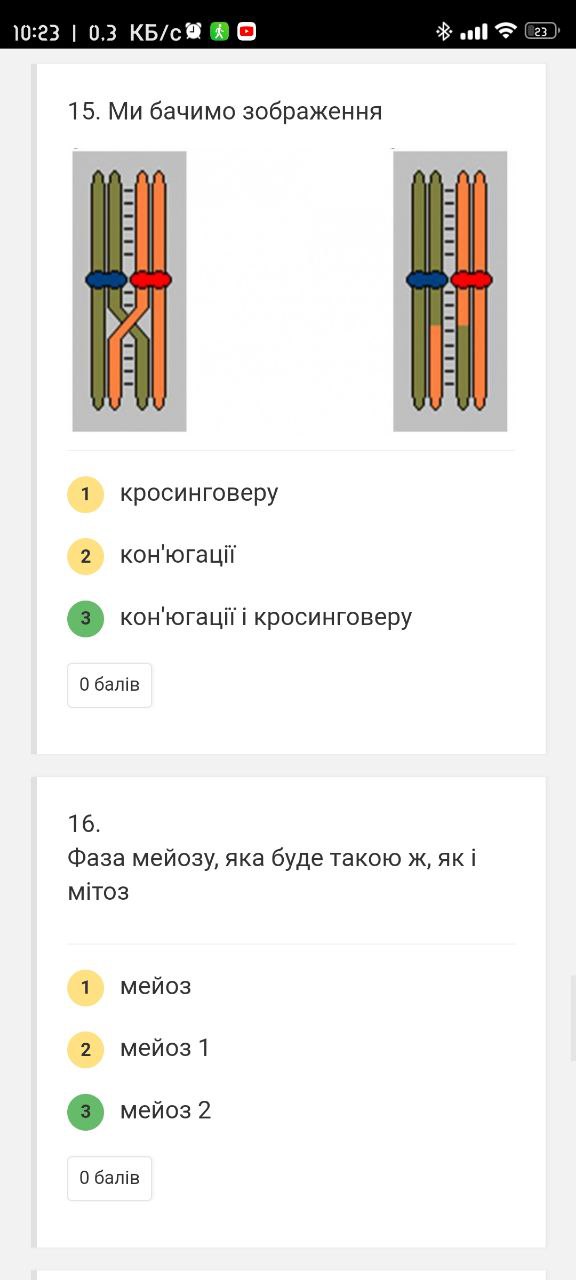 10:23 | 0,3 КБ/с 23
15. Ми бачимо зображення
1 кросинговеру
2 кон'югації
3 кон'югації і кросинговеру
0 балів
16.
Фаза мейозу, яка буде такою ж, як і
мітоз
1 мейоз
2 мейоз 1
3 мейоз 2
0 балів